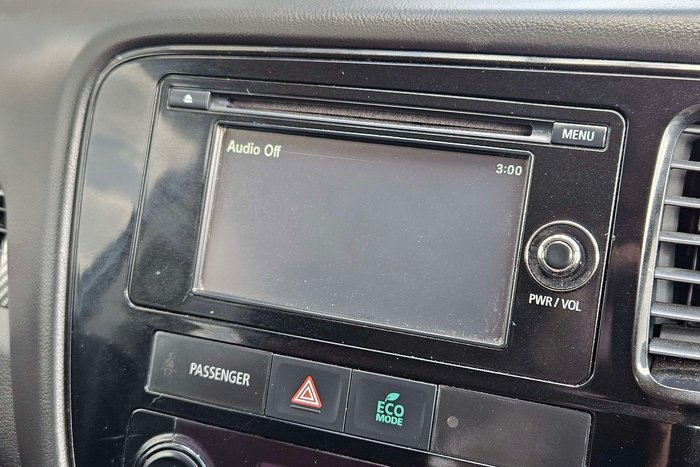 MENU
Audio Off
3:00
PWR / VOL
PASSENGER
ECO
MODE